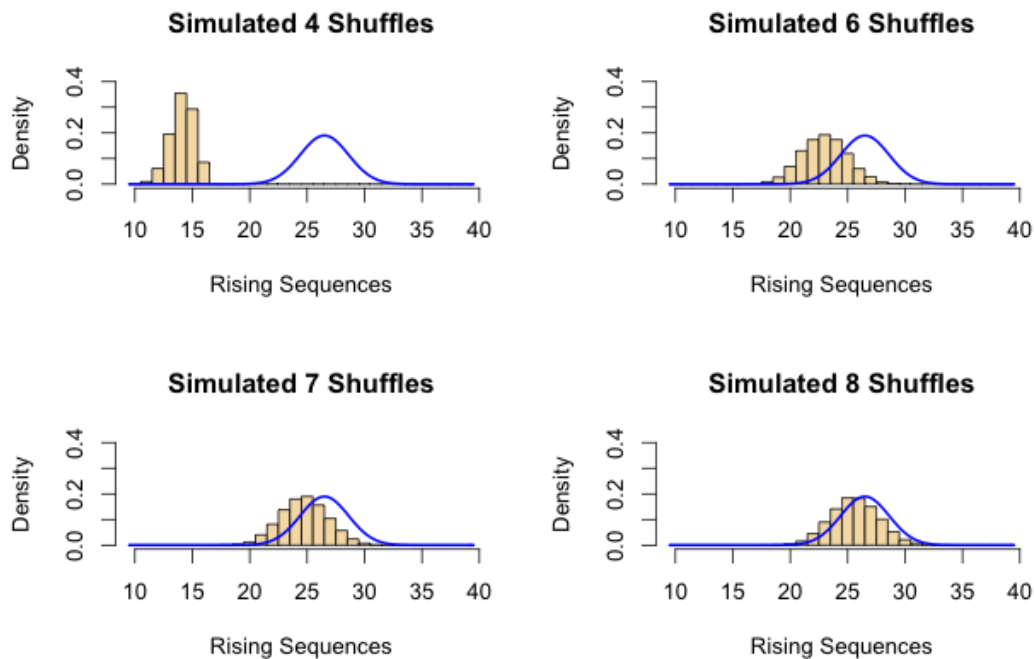 Simulated 4 Shuffles
Density
0.0 0.2 0.4
10 15 20 25 30 35 40
Rising Sequences
Simulated 6 Shuffles
Density
0.0 0.2 0.4
10 15 20 25 30 35 40
Rising Sequences
Simulated 7 Shuffles
Density
0.0 0.2 0.4
10 15 20 25 30 35 40
Rising Sequences
Simulated 8 Shuffles
Density
0.0 0.2 0.4
10 15 20 25 30 35 40
Rising Sequences